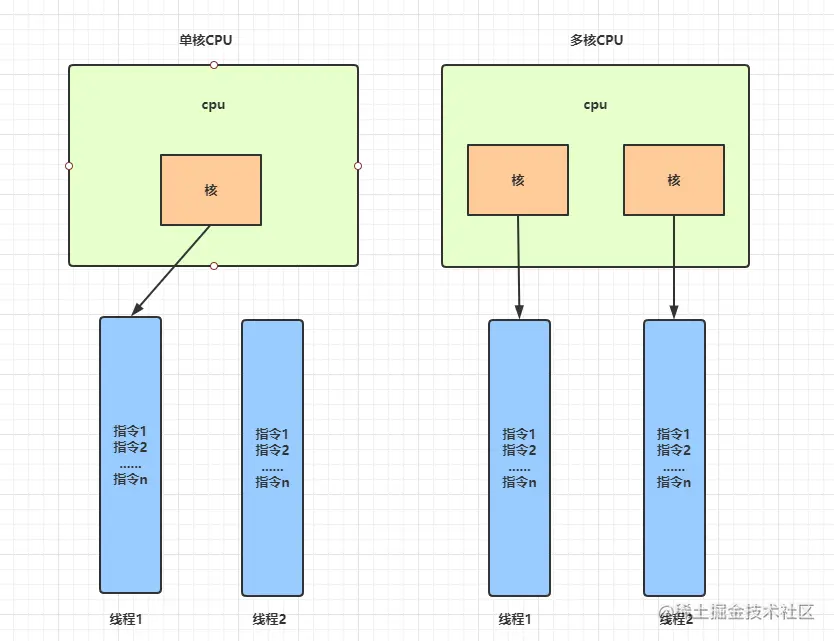 单核CPU
多核CPU
cpu
cpu
核
核
核
指令1
指令2
......
指令n
指令1
指令2
......
指令n
指令1
指令2
......
指令n
指令1
指令2
......
指令n
线程1
线程2
线程1
线程2
@稀土掘金技术社区